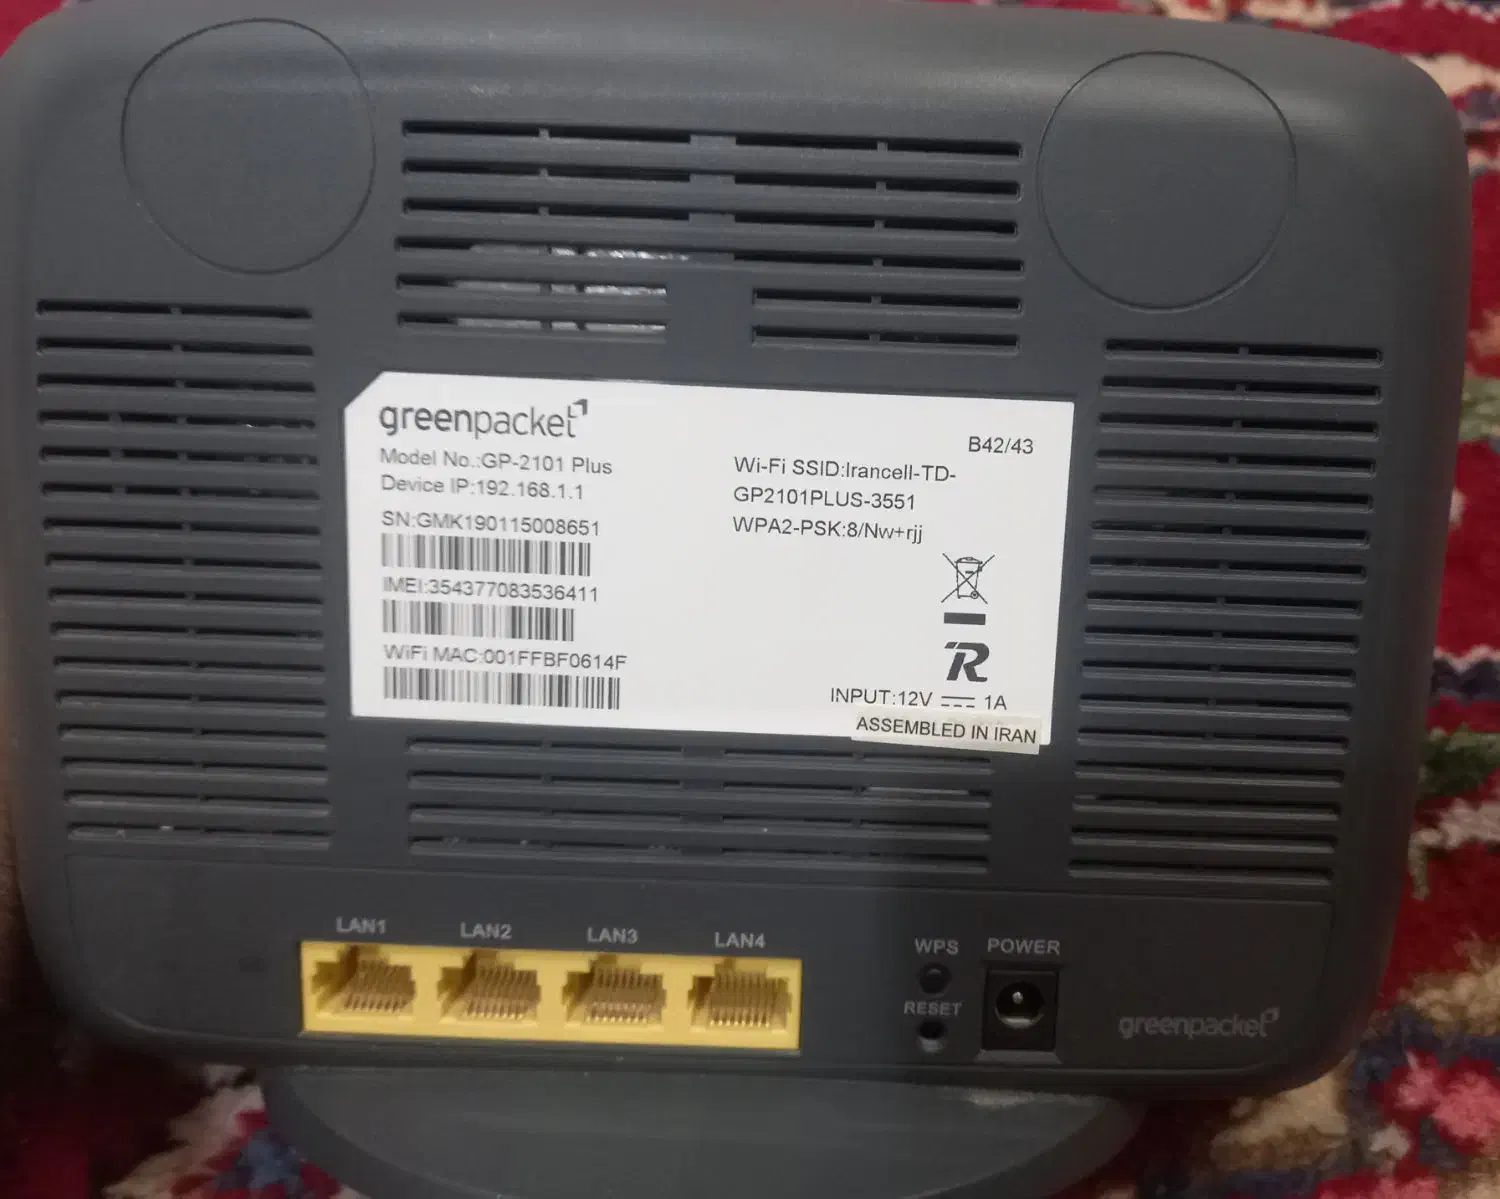 greenpacket
Model No.:GP-2101 Plus
Device IP:192.168.1.1
SN:GMK190115008651
IMEI:354377083536411
WiFi MAC:001FFBF0614F
B42/43
Wi-Fi SSID:Irancell-TD-
GP2101PLUS-3551
WPA2-PSK:8/Nw+rjj
INPUT:12V 1A
ASSEMBLED IN IRAN
LAN1 LAN2 LAN3 LAN4
WPS POWER
RESET
greenpacket